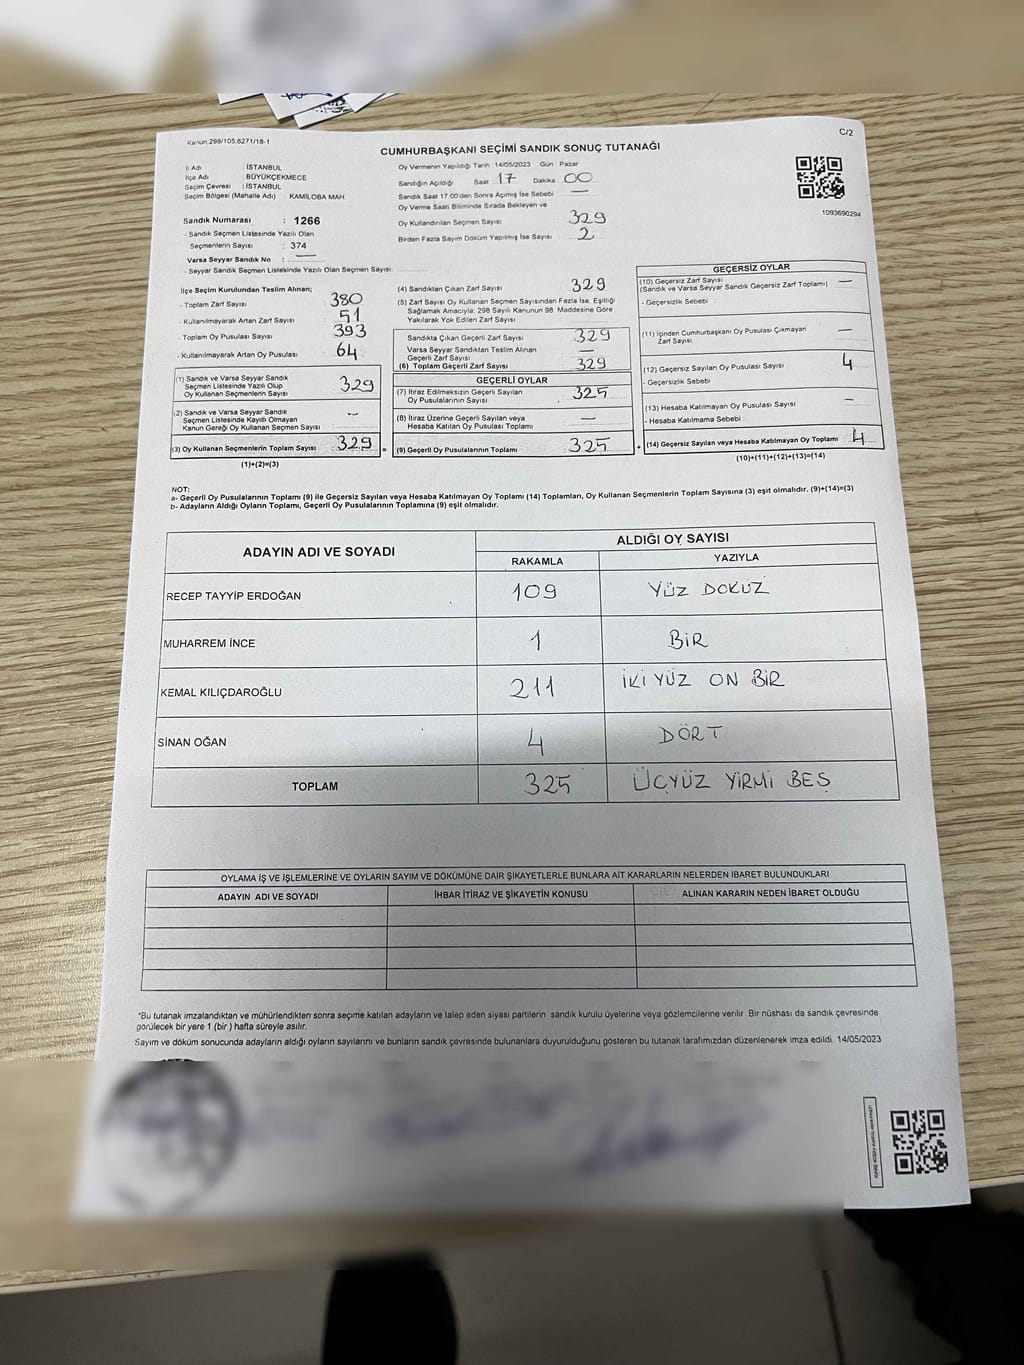 Kanun:298/105.6271/18-1
C/2
CUMHURBAŞKANI SEÇİMİ SANDIK SONUÇ TUTANAĞI
İl Adı : İSTANBUL
İlçe Adı : BÜYÜKÇEKMECE
Seçim Çevresi : İSTANBUL
Seçim Bölgesi (Mahalle Adı) : KAMİLOBA MAH.
Sandık Numarası : 1266
- Sandık Seçmen Listesinde Yazılı Olan
Seçmenlerin Sayısı : 374
Varsa Seyyar Sandık No : —
- Seyyar Sandık Seçmen Listesinde Yazılı Olan Seçmen Sayısı:
Oy Vermenin Yapıldığı Tarih : 14/05/2023 Gün : Pazar
Sandığın Açıldığı Saat 17 Dakika 00
Sandık Saat 17:00'den Sonra Açılmış İse Sebebi : —
Oy Verme Saati Bitiminde Sırada Bekleyen ve
Oy Kullandırılan Seçmen Sayısı 329
Birden Fazla Sayım Döküm Yapılmış İse Sayısı : 2
1093690294
İlçe Seçim Kurulundan Teslim Alınan;
- Toplam Zarf Sayısı : 380
- Kullanılmayarak Artan Zarf Sayısı : 51
- Toplam Oy Pusulası Sayısı : 393
- Kullanılmayarak Artan Oy Pusulası : 64
(1) Sandık ve Varsa Seyyar Sandık
Seçmen Listesinde Yazılı Olup
Oy Kullanan Seçmenlerin Sayısı : 329
(2) Sandık ve Varsa Seyyar Sandık
Seçmen Listesinde Kayıtlı Olmayan
Kanun Gereği Oy Kullanan Seçmen Sayısı : —
(3) Oy Kullanan Seçmenlerin Toplam Sayısı : 329 =
(1)+(2)=(3)
(4) Sandıktan Çıkan Zarf Sayısı : 329
(5) Zarf Sayısı Oy Kullanan Seçmen Sayısından Fazla İse, Eşitliği
Sağlamak Amacıyla; 298 Sayılı Kanunun 98. Maddesine Göre
Yakılarak Yok Edilen Zarf Sayısı
Sandıkta Çıkan Geçerli Zarf Sayısı : 329
Varsa Seyyar Sandıktan Teslim Alınan
Geçerli Zarf Sayısı : —
(6) Toplam Geçerli Zarf Sayısı : 329
GEÇERLİ OYLAR
(7) İtiraz Edilmeksizin Geçerli Sayılan
Oy Pusulalarının Sayısı : 325
(8) İtiraz Üzerine Geçerli Sayılan veya
Hesaba Katılan Oy Pusulası Toplamı : —
(9) Geçerli Oy Pusulalarının Toplamı : 325 +
GEÇERSİZ OYLAR
(10) Geçersiz Zarf Sayısı : —
(Sandık ve Varsa Seyyar Sandık Geçersiz Zarf Toplamı)
- Geçersizlik Sebebi :
(11) İçinden Cumhurbaşkanı Oy Pusulası Çıkmayan
Zarf Sayısı : —
(12) Geçersiz Sayılan Oy Pusulası Sayısı : 4
- Geçersizlik Sebebi :
(13) Hesaba Katılmayan Oy Pusulası Sayısı : —
- Hesaba Katılmama Sebebi :
(14) Geçersiz Sayılan veya Hesaba Katılmayan Oy Toplamı : 4
(10)+(11)+(12)+(13)=(14)
NOT:
a- Geçerli Oy Pusulalarının Toplamı (9) ile Geçersiz Sayılan veya Hesaba Katılmayan Oy Toplamı (14) Toplamları, Oy Kullanan Seçmenlerin Toplam Sayısına (3) eşit olmalıdır. (9)+(14)=(3)
b- Adayların Aldığı Oyların Toplamı, Geçerli Oy Pusulalarının Toplamına (9) eşit olmalıdır.
ADAYIN ADI VE SOYADI
ALDIĞI OY SAYISI
RAKAMLA YAZIYLA
RECEP TAYYİP ERDOĞAN 109 YÜZ DOKUZ
MUHARREM İNCE 1 BİR
KEMAL KILIÇDAROĞLU 211 İKİYÜZ ON BİR
SİNAN OĞAN 4 DÖRT
TOPLAM 325 ÜÇYÜZ YİRMİ BEŞ
OYLAMA İŞ VE İŞLEMLERİNE VE OYLARIN SAYIM VE DÖKÜMÜNE DAİR ŞİKAYETLERLE BUNLARA AİT KARARLARIN NELERDEN İBARET BULUNDUKLARI
ADAYIN ADI VE SOYADI İHBAR İTİRAZ VE ŞİKAYETİN KONUSU ALINAN KARARIN NEDEN İBARET OLDUĞU
*Bu tutanak imzalandıktan ve mühürlendikten sonra seçime katılan adayların ve talep eden siyasi partilerin sandık kurulu üyelerine veya gözlemcilerine verilir. Bir nüshası da sandık çevresinde
görülecek bir yere 1 (bir) hafta süreyle asılır.
Sayım ve döküm sonucunda adayların aldığı oyların sayılarını ve bunların sandık çevresinde bulunanlara duyurulduğunu gösteren bu tutanak tarafımızdan düzenlenerek imza edildi. 14/05/2023